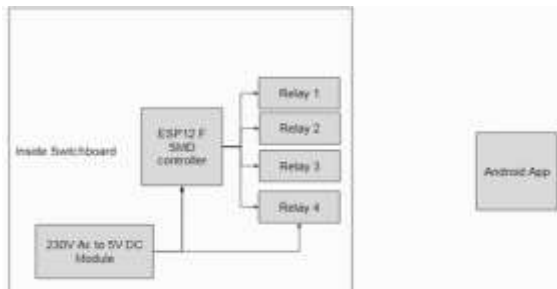 Relay 1
ESP12 F
SMD
controller
Relay 2
Inside Switchboard
Relay 3
Android App
Relay 4
230V Ac to 5V DC
Module